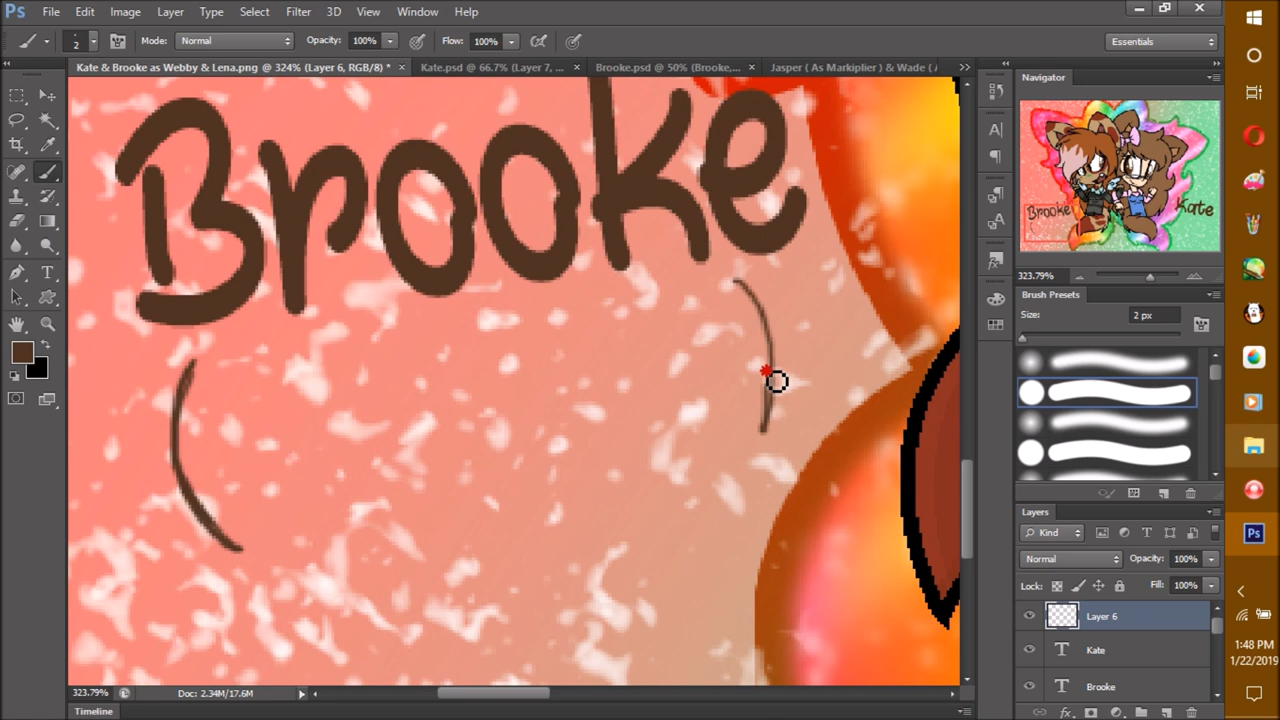 Ps File Edit Image Layer Type Select Filter 3D View Window Help
2 Mode: Normal Opacity: 100% Flow: 100% Essentials
Kate & Brooke as Webby & Lena.png @ 324% (Layer 6, RGB/8) * × Kate.psd @ 66.7% (Layer 7, ... × Brooke.psd @ 50% (Brooke,... × Jasper ( As Markiplier ) & Wade ( A
Navigator
Brooke
Brooke Kate
323.79%
Brush Presets
Size: 2 px
Layers
Kind
Normal Opacity: 100%
Lock: Fill: 100%
Layer 6
T Kate
T Brooke
323.79% Doc: 2.34M/17.6M
Timeline
Ps
1:48 PM
1/22/2019